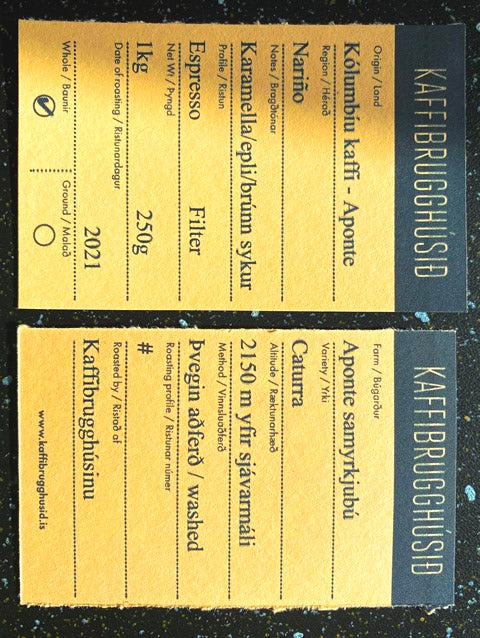 KAFFIBRUGGHÚSIÐ
Origin / Land
Kólumbíu kaffi - Aponte
Region / Hérað
Nariño
Notes / Bragðtónar
Karamella/epli/brúnn sykur
Profile / Ristun
Espresso Filter
Net Wt / Þyngd
1kg 250g
Date of roasting / Ristunardagur
2021
Whole / Baunir Ground / Malað
KAFFIBRUGGHÚSIÐ
Farm / Búgarður
Aponte samyrkjubú
Variety / Yrki
Caturra
Altitude / Ræktunarhæð
2150 m yfir sjávarmáli
Method / Vinnsluaðferð
Þvegin aðferð / washed
Roasting profile / Ristunar númer
#
Roasted by / Ristað af
Kaffibrugghúsinu
www.kaffibrugghusid.is